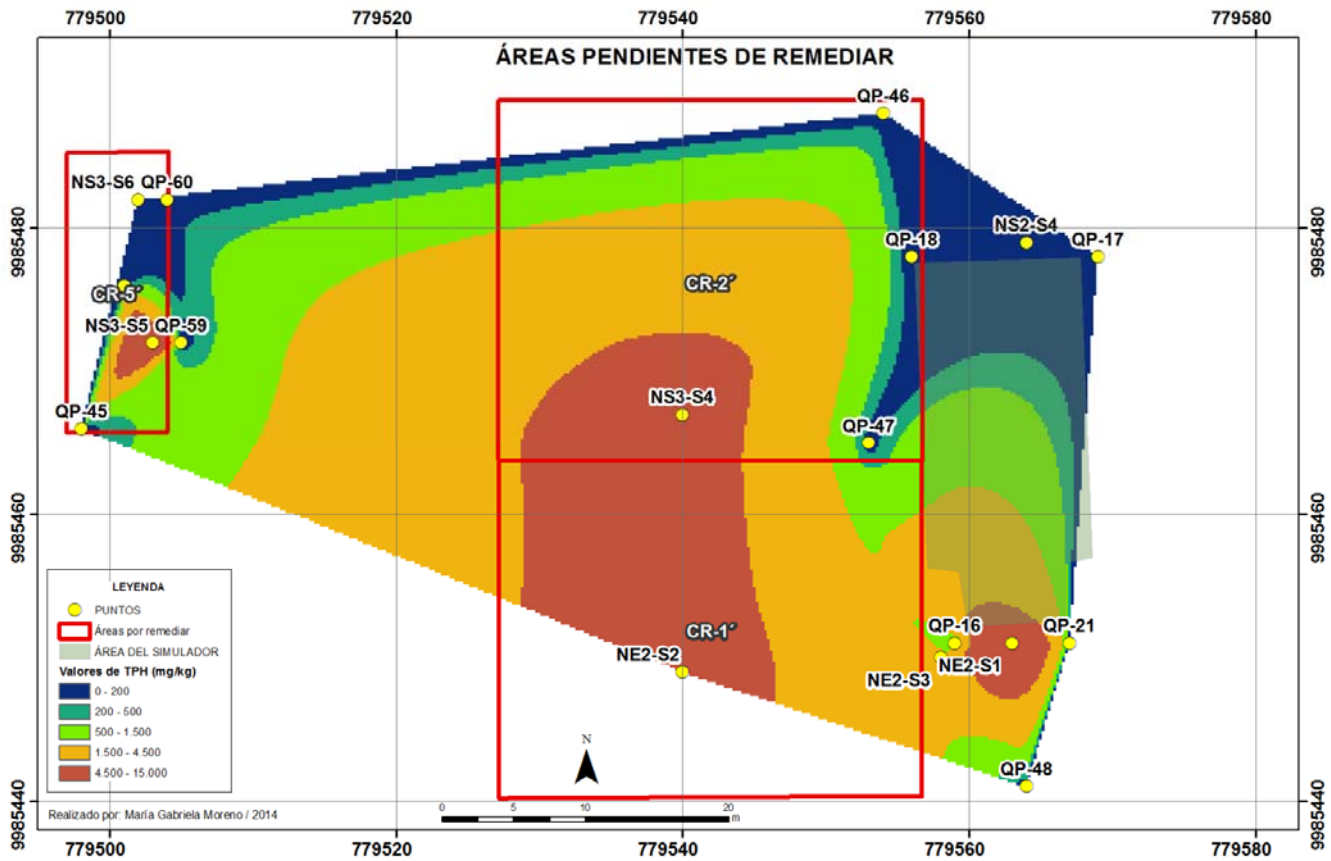 779500 779520 779540 779560 779580
ÁREAS PENDIENTES DE REMEDIAR
QP-46
NS3-S6 QP-60
9985480 9985480
NS2-S4
QP-18 QP-17
CR-5´ CR-2´
NS3-S5 QP-59
NS3-S4
QP-45 QP-47
9985460 9985460
LEYENDA
PUNTOS
Áreas por remediar
ÁREA DEL SIMULADOR
Valores de TPH (mg/kg)
0 - 200
200 - 500
500 - 1.500
1.500 - 4.500
4.500 - 15.000
CR-1´
QP-16 QP-21
NE2-S2 NE2-S1
NE2-S3
N
QP-48
9985440 9985440
0 5 10 20
m
Realizado por: María Gabriela Moreno / 2014
779500 779520 779540 779560 779580